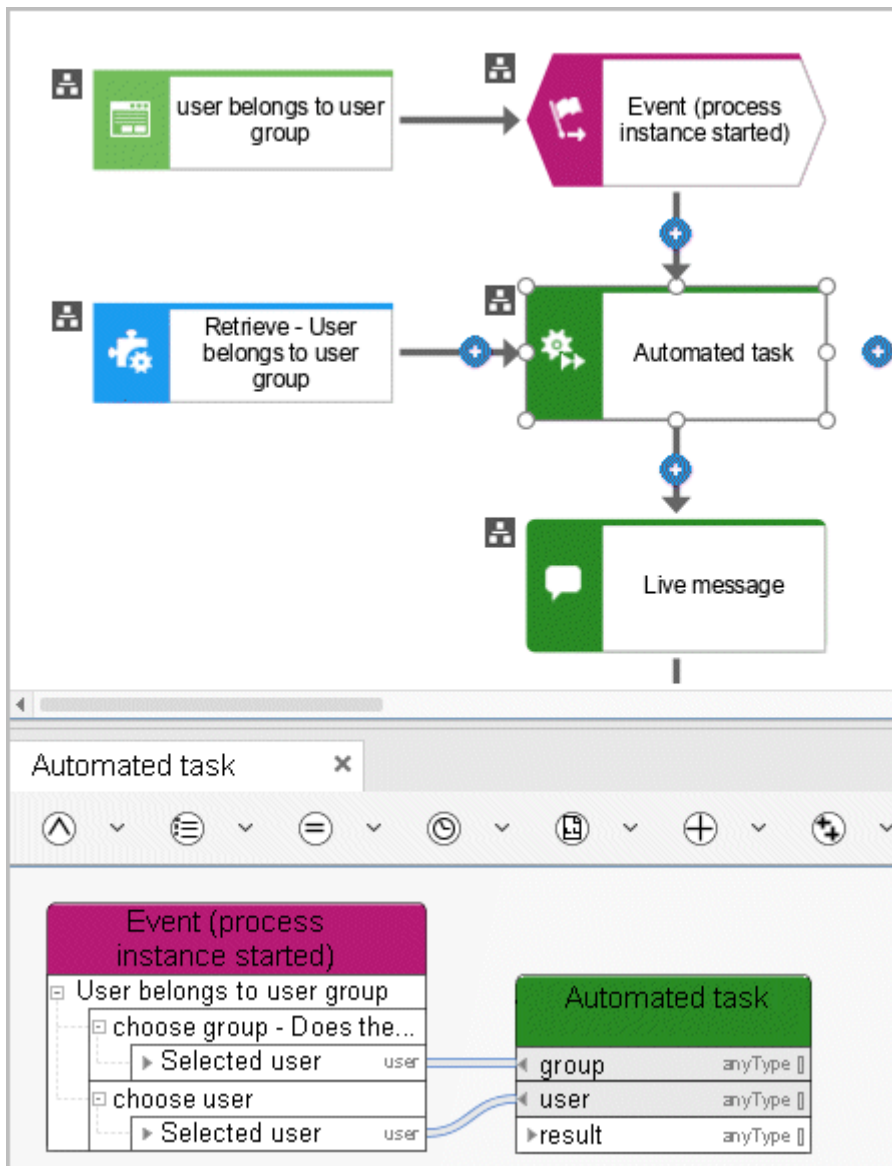 user belongs to user
group
Event (process
instance started)
Retrieve - User
belongs to user
group
Automated task
Live message
Automated task
Event (process
instance started)
User belongs to user group
choose group - Does the...
Selected user user
choose user
Selected user user
Automated task
group anyType []
user anyType []
result anyType []